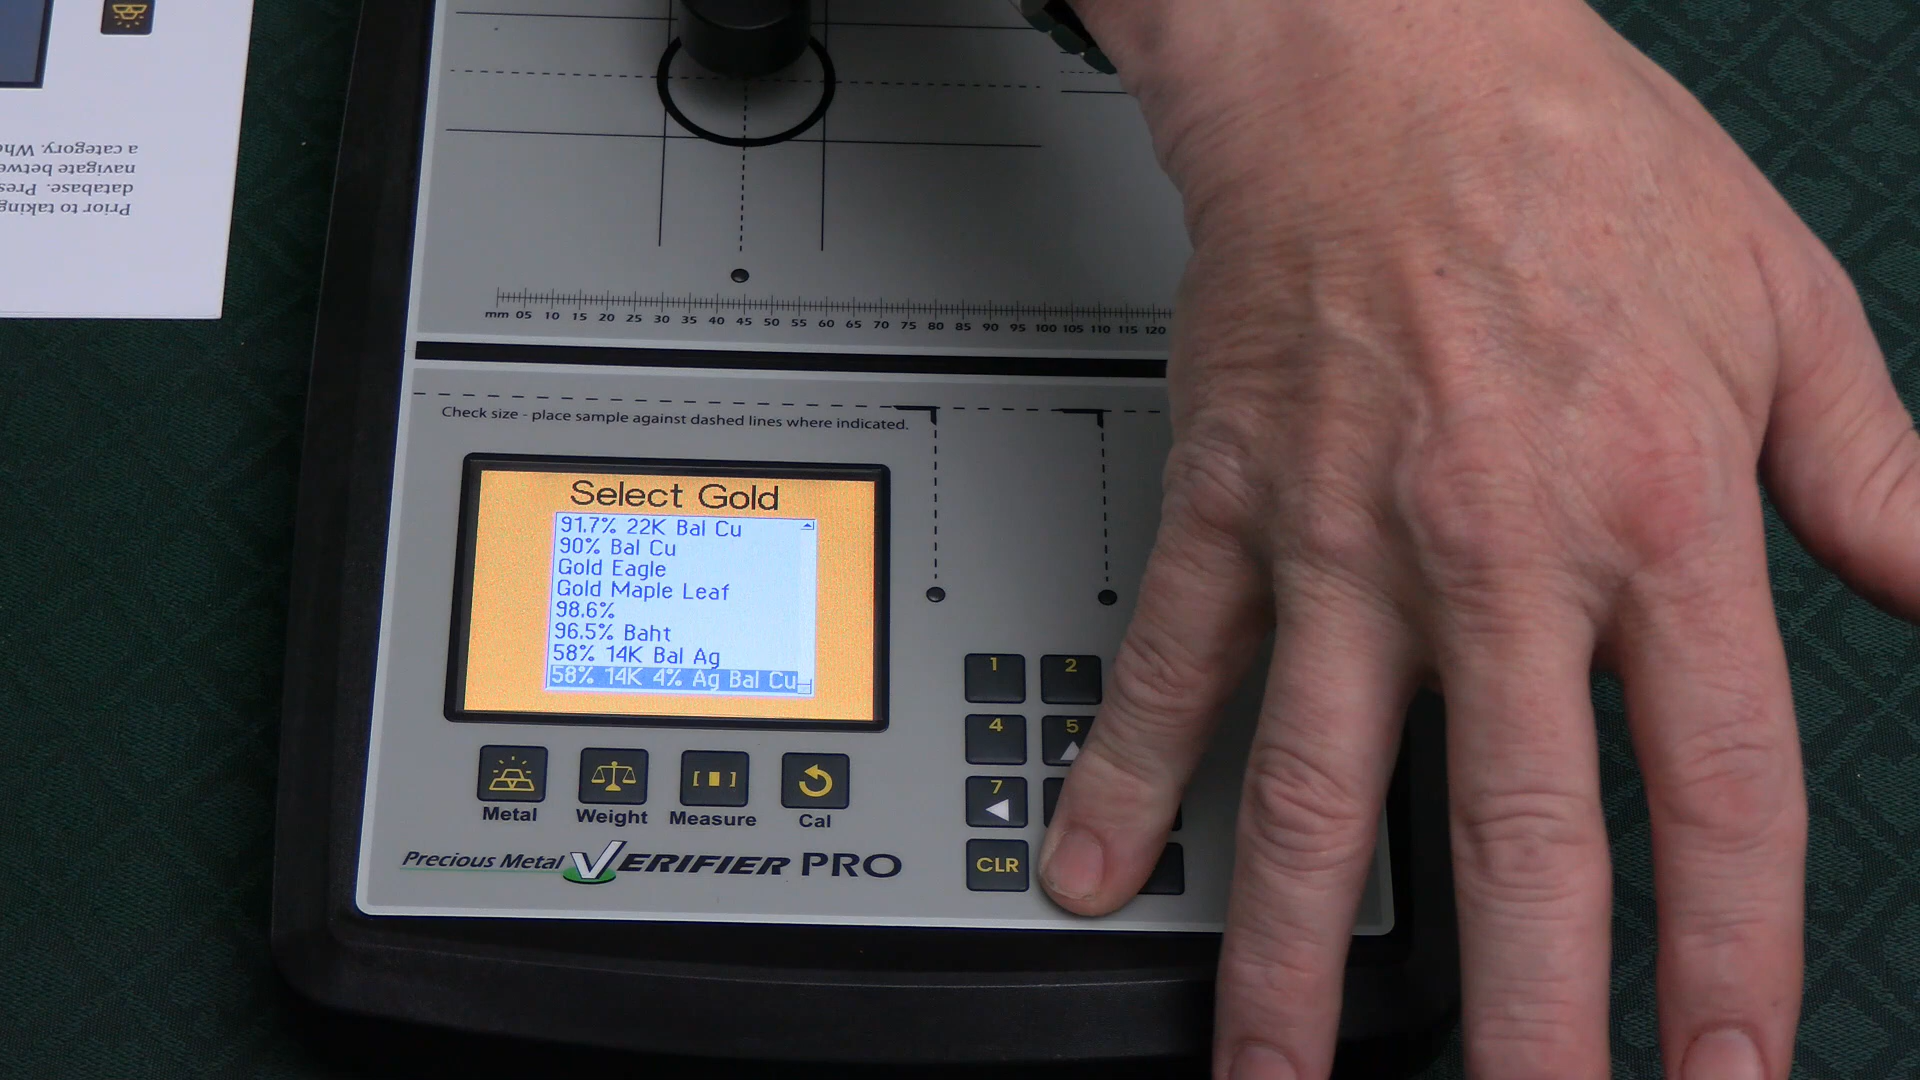 a category. Whe
navigate betwe
database. Pres
Prior to taking
mm 05 10 15 20 25 30 35 40 45 50 55 60 65 70 75 80 85 90 95 100 105 110 115 120
Check size - place sample against dashed lines where indicated.
Select Gold
91.7% 22K Bal Cu
90% Bal Cu
Gold Eagle
Gold Maple Leaf
98.6%
96.5% Baht
58% 14K Bal Ag
58% 14K 4% Ag Bal Cu
Metal Weight Measure Cal
Precious Metal VERIFIER PRO
1 2
4 5
7
CLR